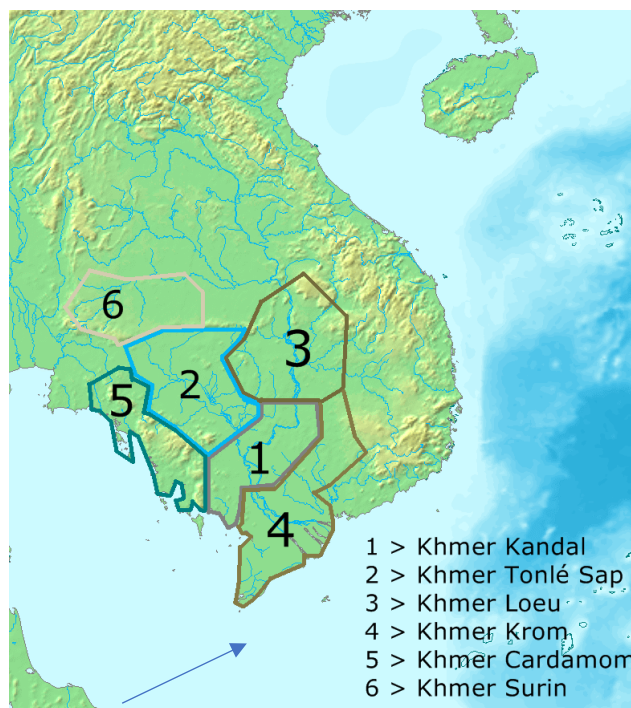 6
3
2
5
1
4
1 > Khmer Kandal
2 > Khmer Tonlé Sap
3 > Khmer Loeu
4 > Khmer Krom
5 > Khmer Cardamom
6 > Khmer Surin